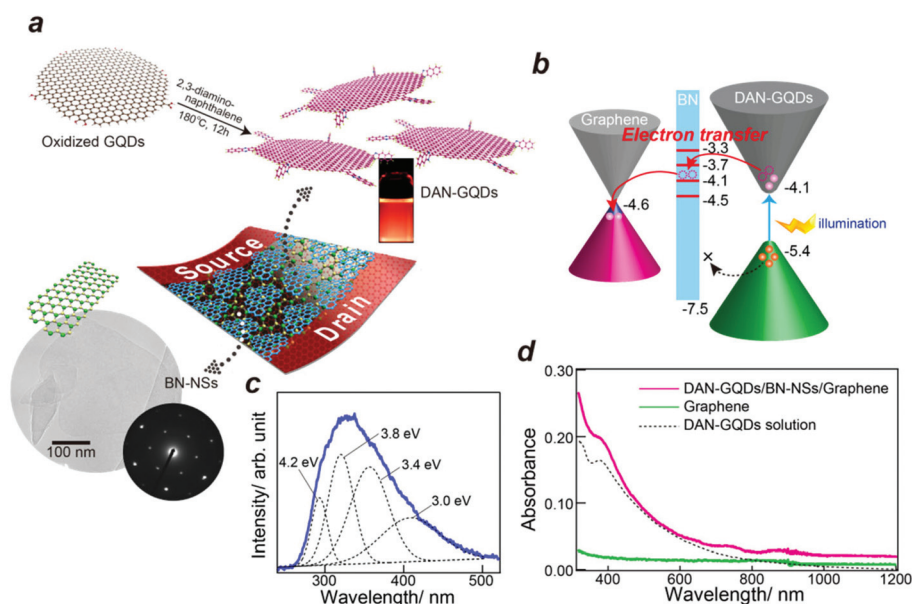 a
2,3-diamino-
naphthalene
180°C, 12h
Oxidized GQDs
DAN-GQDs
Source
Drain
BN-NSs
100 nm
b
BN
DAN-GQDs
Graphene
Electron transfer
-3.3
-3.7
-4.1
-4.5
-4.6
-4.1
illumination
-5.4
×
-7.5
c
Intensity/ arb. unit
4.2 eV
3.8 eV
3.4 eV
3.0 eV
300
400
500
Wavelength/ nm
d
Absorbance
0.30
0.20
0.10
0.00
DAN-GQDs/BN-NSs/Graphene
Graphene
DAN-GQDs solution
400
600
800
1000
1200
Wavelength/ nm